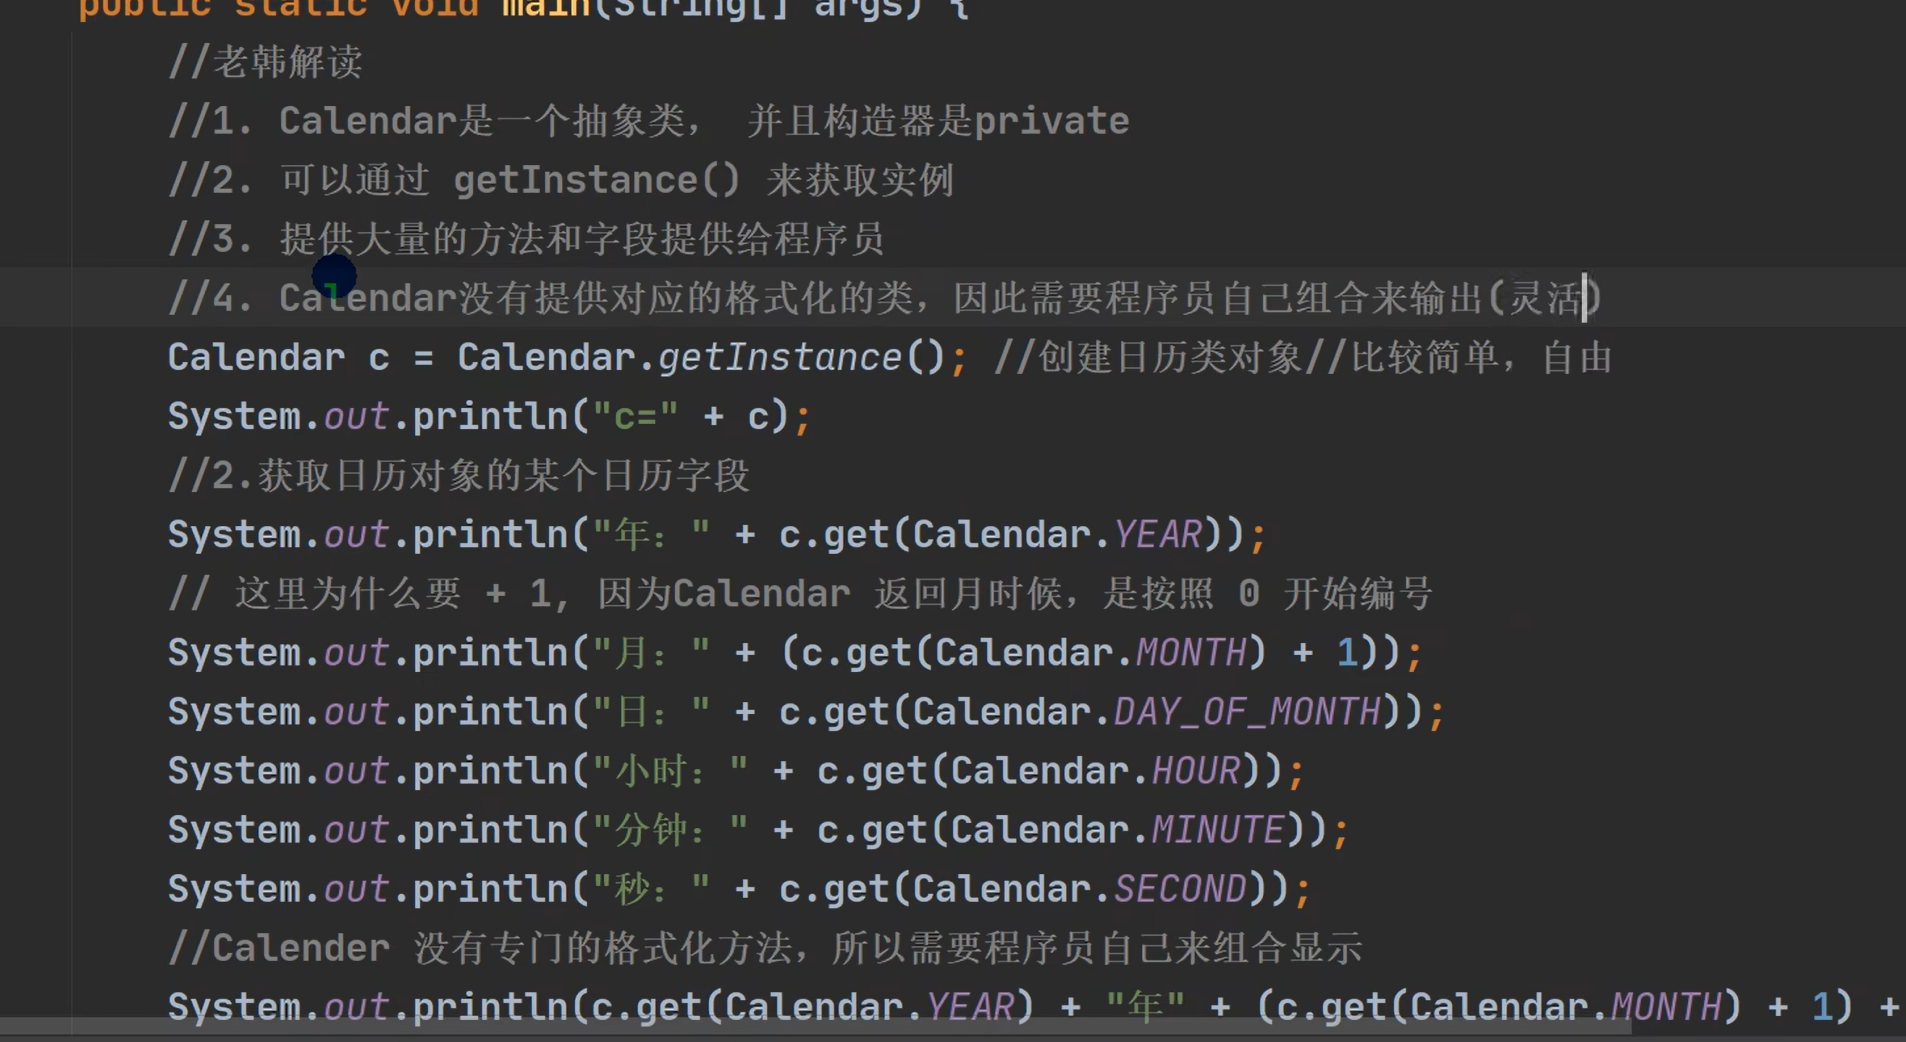 public static void main(String[] args) {
//老韩解读
//1. Calendar是一个抽象类， 并且构造器是private
//2. 可以通过 getInstance() 来获取实例
//3. 提供大量的方法和字段提供给程序员
//4. Calendar没有提供对应的格式化的类，因此需要程序员自己组合来输出(灵活)
Calendar c = Calendar.getInstance(); //创建日历类对象//比较简单，自由
System.out.println("c=" + c);
//2.获取日历对象的某个日历字段
System.out.println("年：" + c.get(Calendar.YEAR));
// 这里为什么要 + 1, 因为Calendar 返回月时候，是按照 0 开始编号
System.out.println("月：" + (c.get(Calendar.MONTH) + 1));
System.out.println("日：" + c.get(Calendar.DAY_OF_MONTH));
System.out.println("小时：" + c.get(Calendar.HOUR));
System.out.println("分钟：" + c.get(Calendar.MINUTE));
System.out.println("秒：" + c.get(Calendar.SECOND));
//Calender 没有专门的格式化方法，所以需要程序员自己来组合显示
System.out.println(c.get(Calendar.YEAR) + "年" + (c.get(Calendar.MONTH) + 1) +